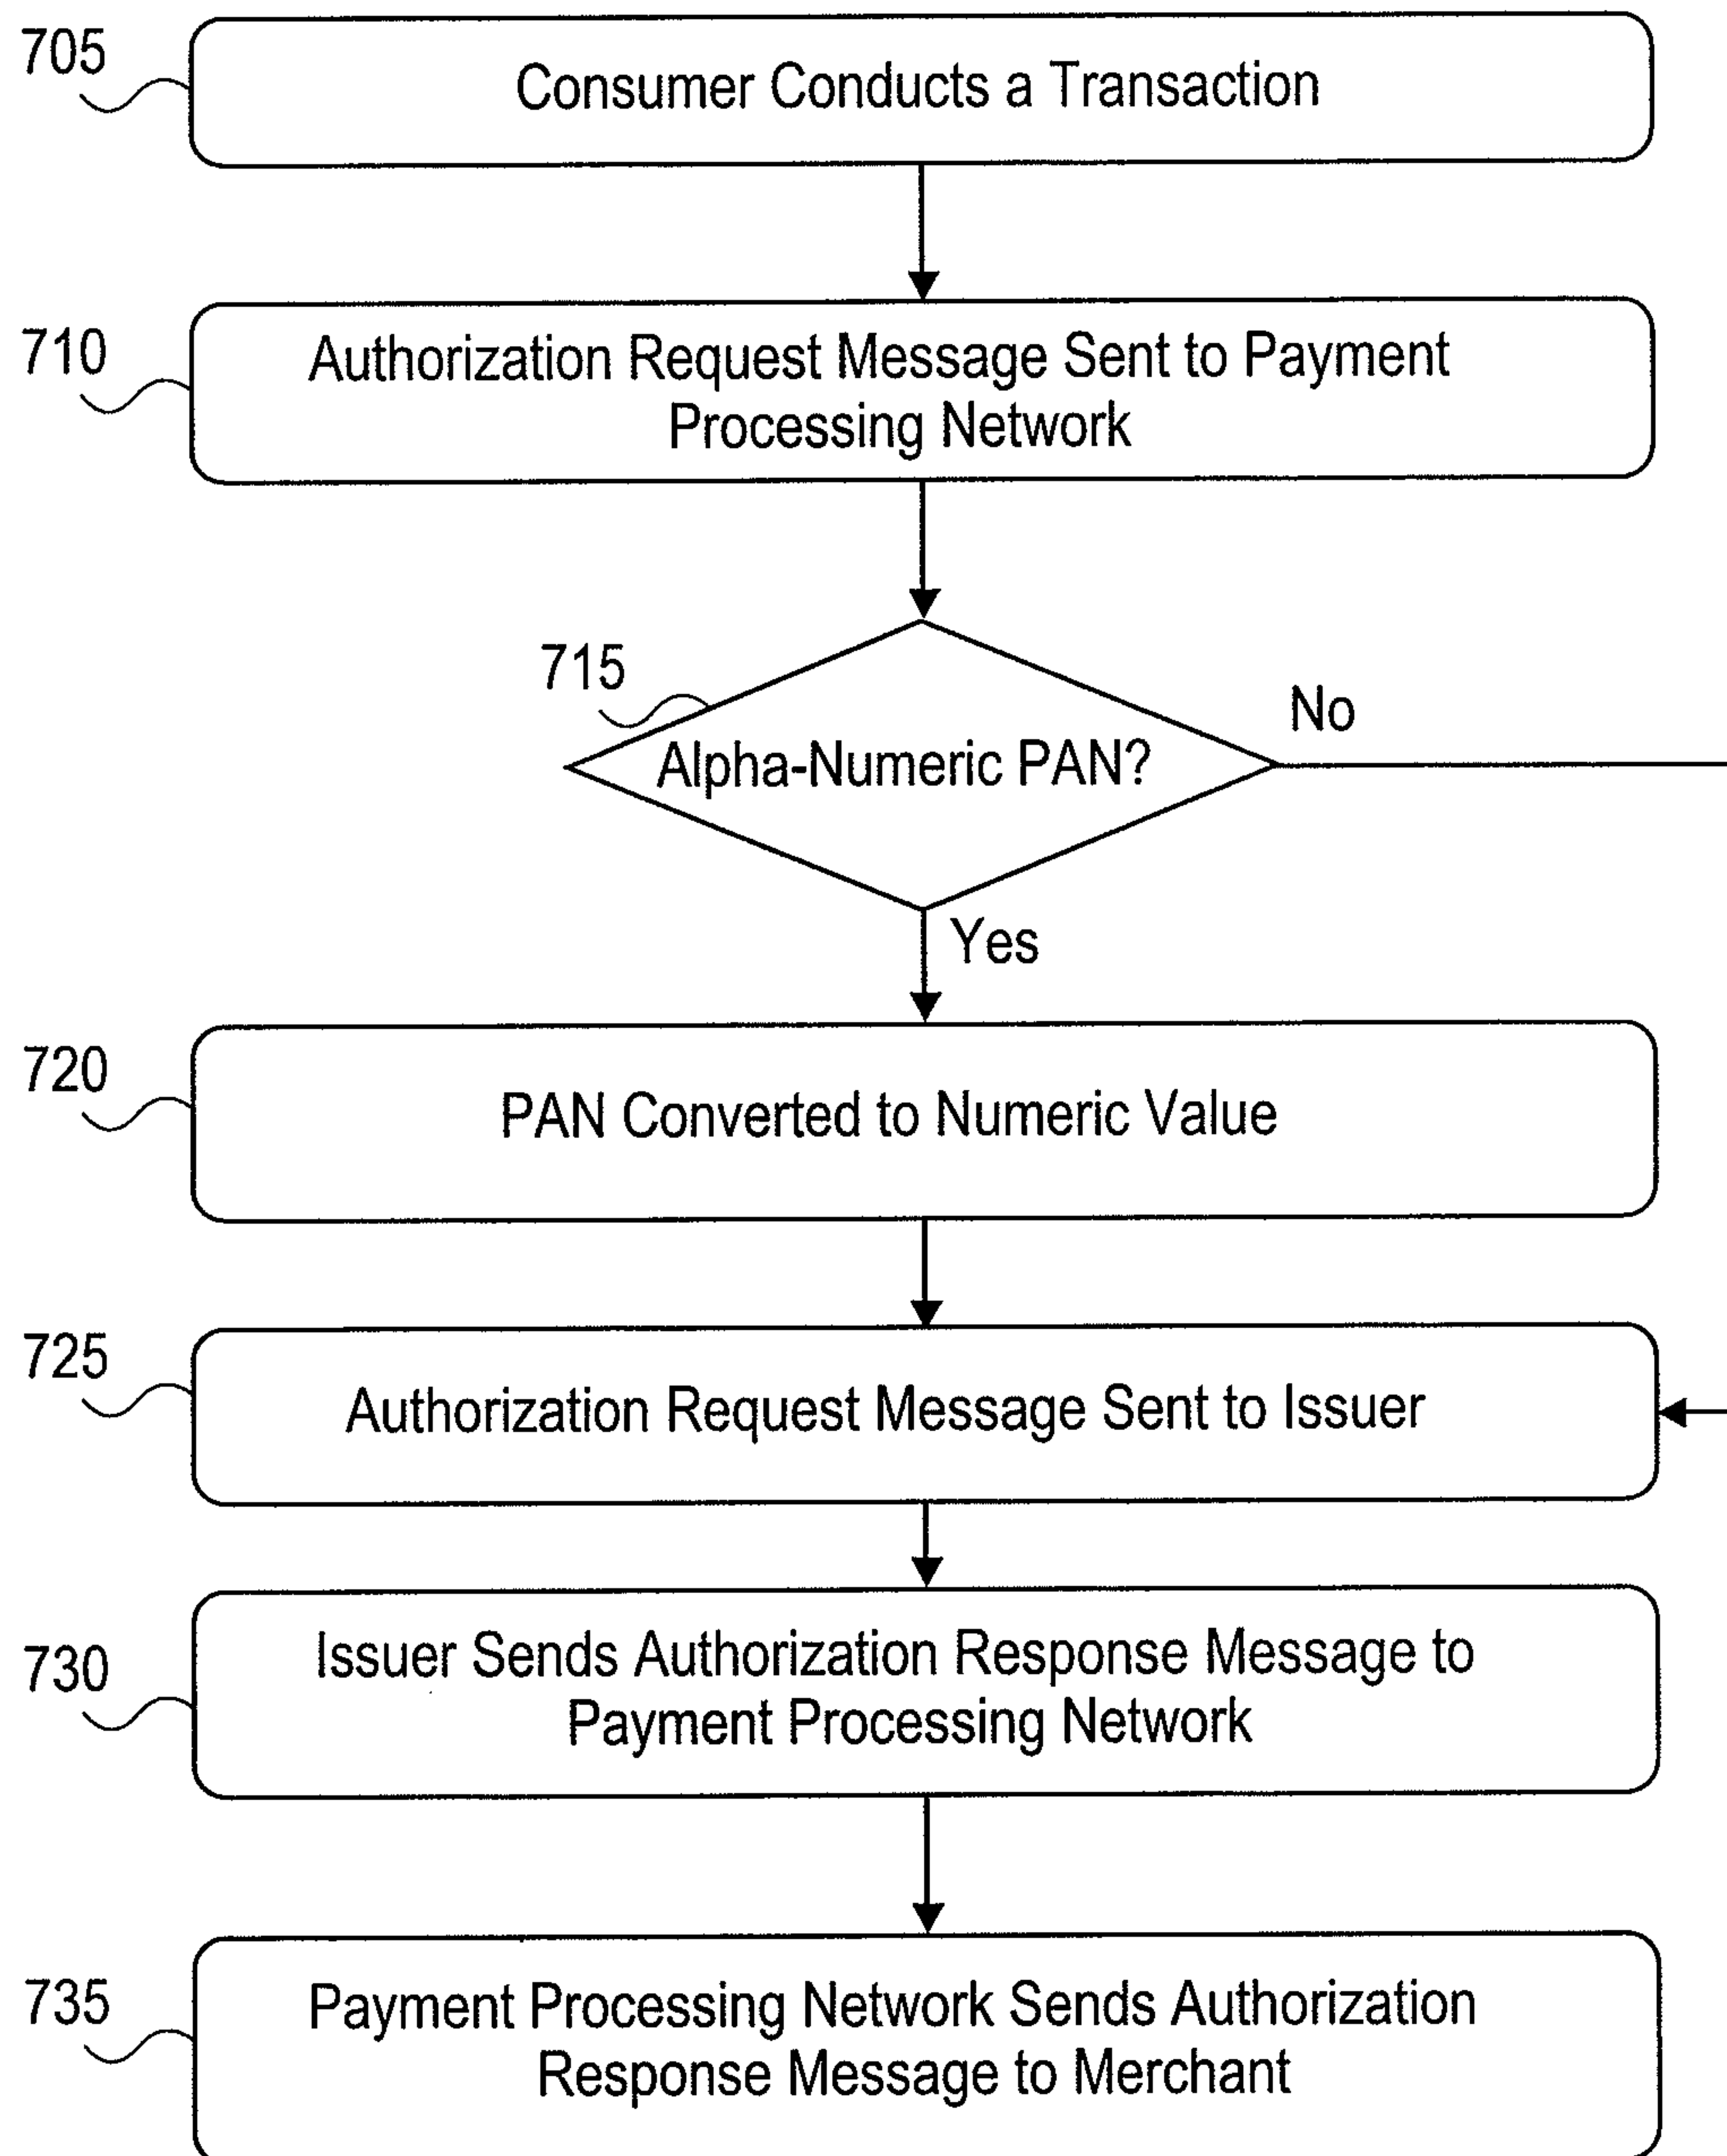 705
Consumer Conducts a Transaction
710
Authorization Request Message Sent to Payment
Processing Network
715
Alpha-Numeric PAN?
No
Yes
720
PAN Converted to Numeric Value
725
Authorization Request Message Sent to Issuer
730
Issuer Sends Authorization Response Message to
Payment Processing Network
735
Payment Processing Network Sends Authorization
Response Message to Merchant